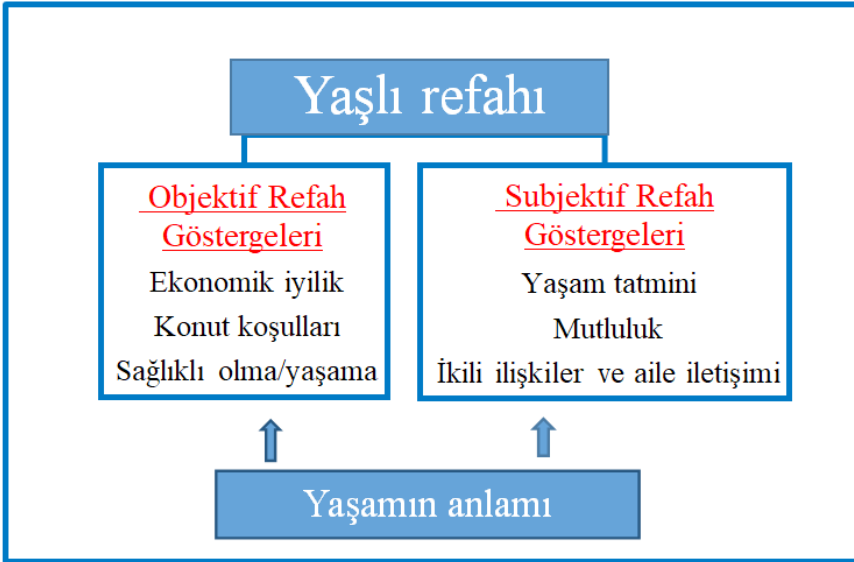 Yaşlı refahı
Objektif Refah
Göstergeleri
Ekonomik iyilik
Konut koşulları
Sağlıklı olma/yaşama
Subjektif Refah
Göstergeleri
Yaşam tatmini
Mutluluk
İkili ilişkiler ve aile iletişimi
Yaşamın anlamı